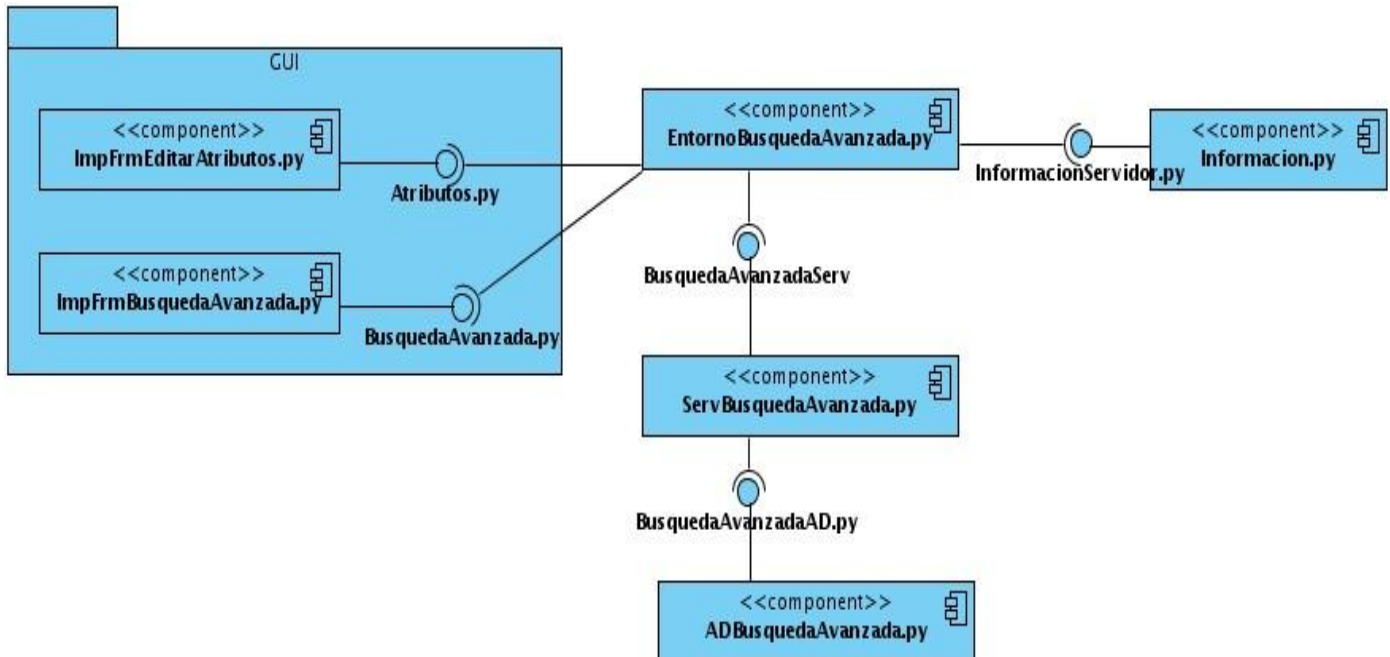 GUI
<<component>>
ImpFrmEditarAtributos.py
Atributos.py
<<component>>
ImpFrmBusquedaAvanzada.py
BusquedaAvanzada.py
<<component>>
EntornoBusquedaAvanzada.py
InformacionServidor.py
<<component>>
Informacion.py
BusquedaAvanzadaServ
<<component>>
ServBusquedaAvanzada.py
BusquedaAvanzadaAD.py
<<component>>
ADBusquedaAvanzada.py